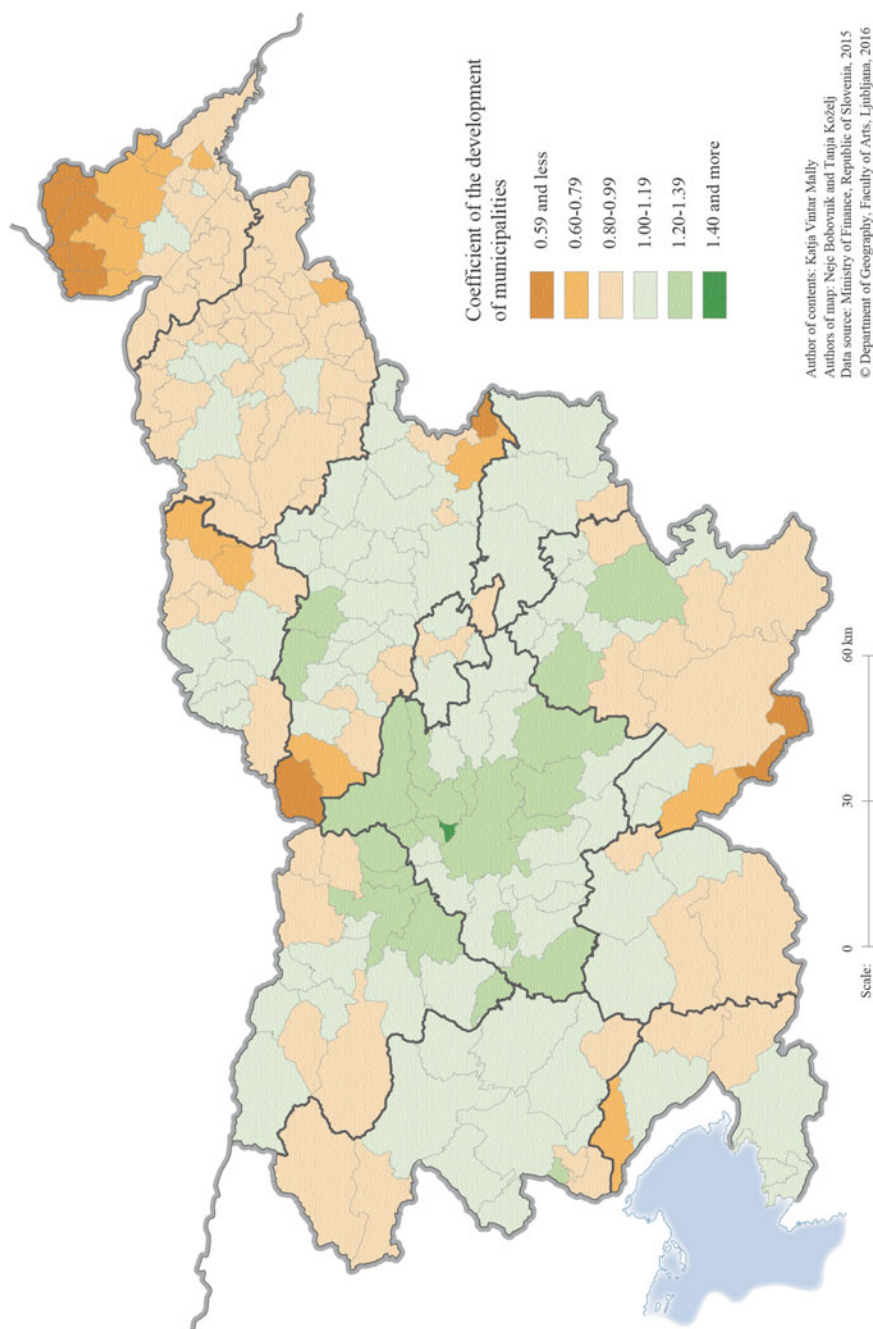 Coefficient of the development
of municipalities
0.59 and less
0.60-0.79
0.80-0.99
1.00-1.19
1.20-1.39
1.40 and more
Scale:
0
30
60 km
Author of contents: Katja Vintar Mally
Authors of map: Nejc Bobovnik and Tanja Koželj
Data source: Ministry of Finance, Republic of Slovenia, 2015
© Department of Geography, Faculty of Arts, Ljubljana, 2016